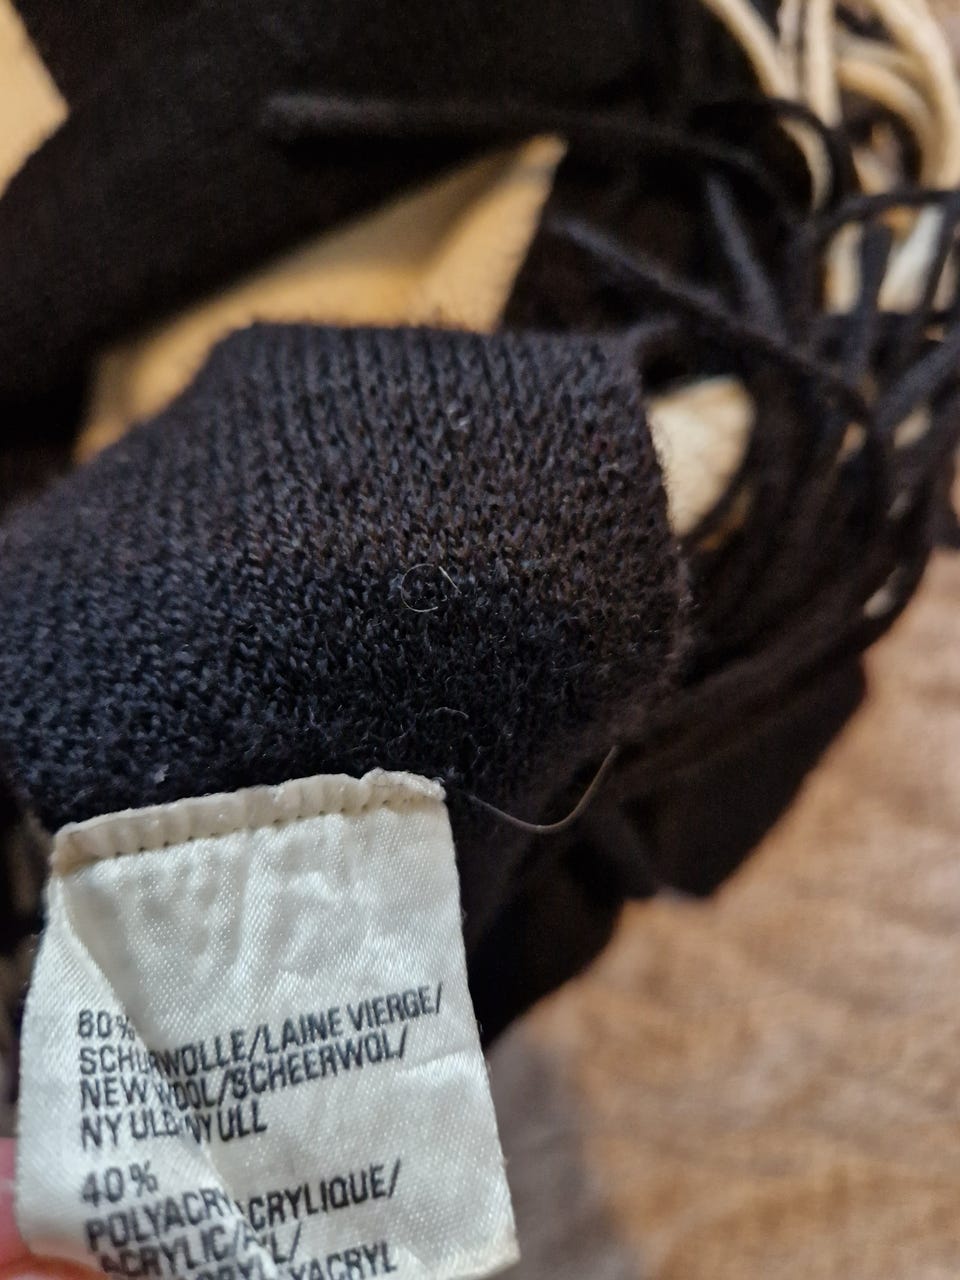 60%
SCHURWOLLE/LAINE VIERGE/
NEW WOOL/SCHEERWOL/
NY ULD/NY ULL
40%
POLYACRYL/ACRYLIQUE/
ACRYLIC/